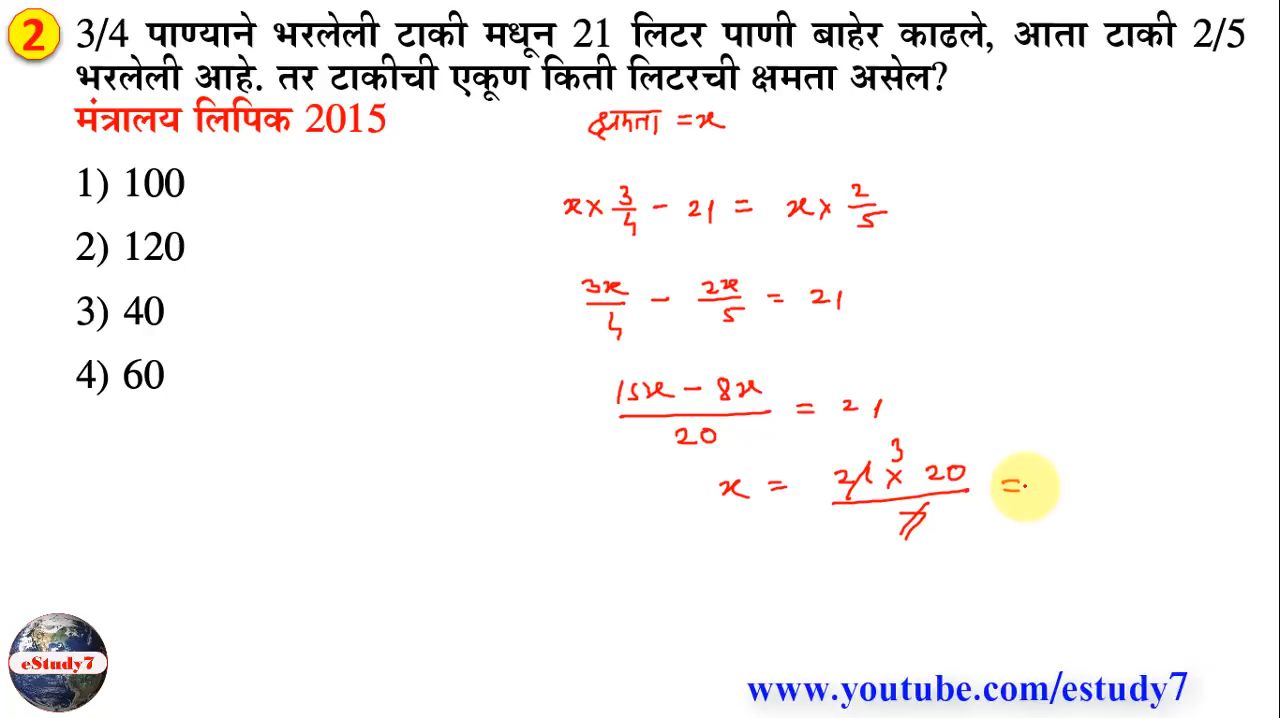 2 3/4 पाण्याने भरलेली टाकी मधून 21 लिटर पाणी बाहेर काढले, आता टाकी 2/5
भरलेली आहे. तर टाकीची एकूण किती लिटरची क्षमता असेल?
मंत्रालय लिपिक 2015
क्षमता = x
1) 100
2) 120
3) 40
4) 60
x × 3/4 - 21 = x × 2/5
3x/4 - 2x/5 = 21
15x - 8x / 20 = 21
x = 21 × 20 / 7 =
3
eStudy7
www.youtube.com/estudy7